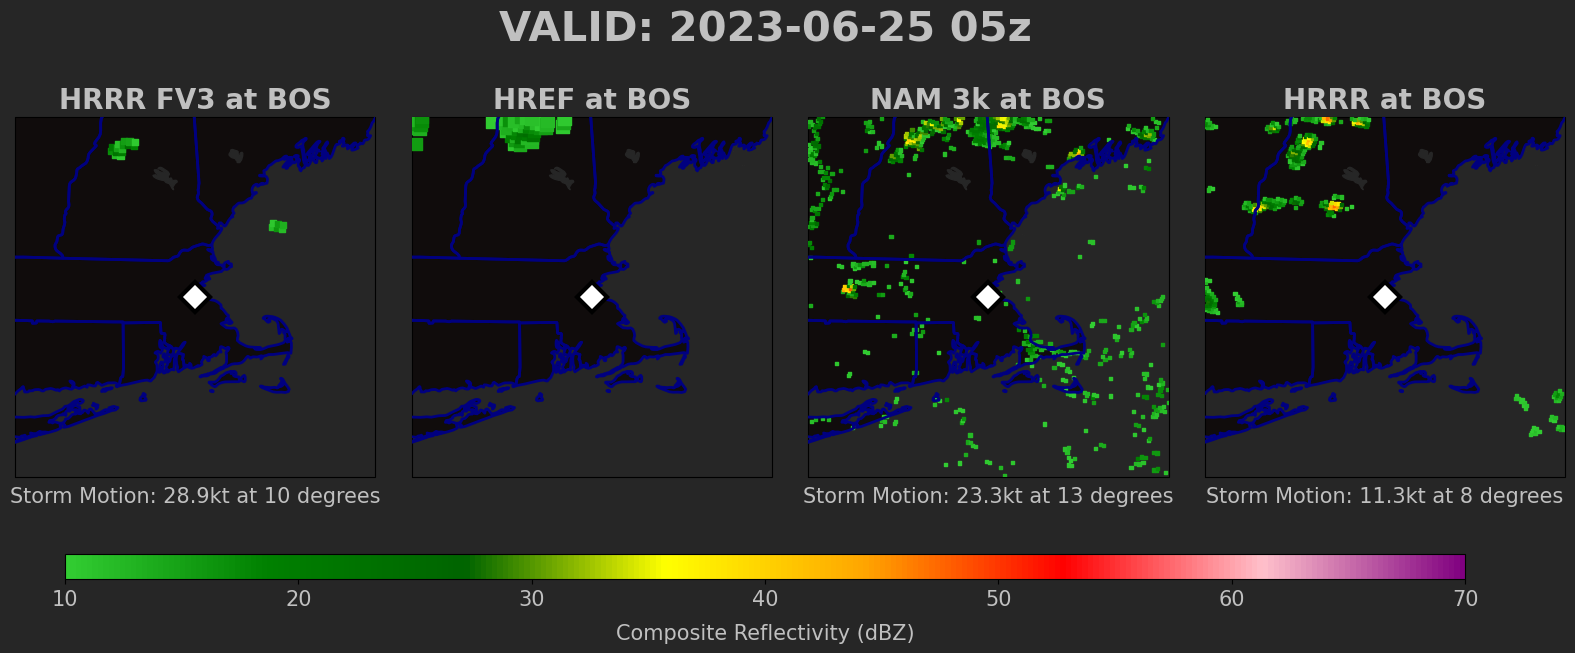 VALID: 2023-06-25 05z
HRRR FV3 at BOS
HREF at BOS
NAM 3k at BOS
HRRR at BOS
Storm Motion: 28.9kt at 10 degrees
Storm Motion: 23.3kt at 13 degrees
Storm Motion: 11.3kt at 8 degrees
10 20 30 40 50 60 70
Composite Reflectivity (dBZ)